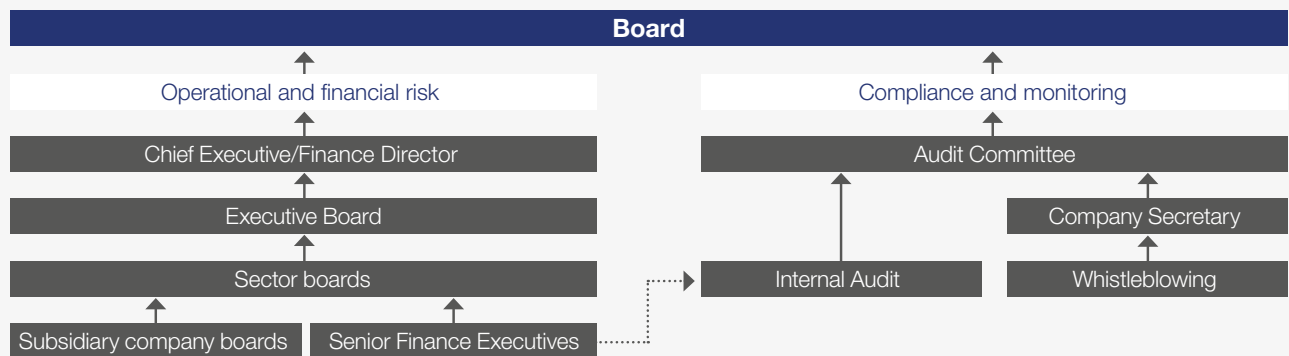 Board
Operational and financial risk
Compliance and monitoring
Chief Executive/Finance Director
Audit Committee
Executive Board
Company Secretary
Sector boards
Internal Audit
Whistleblowing
Subsidiary company boards
Senior Finance Executives